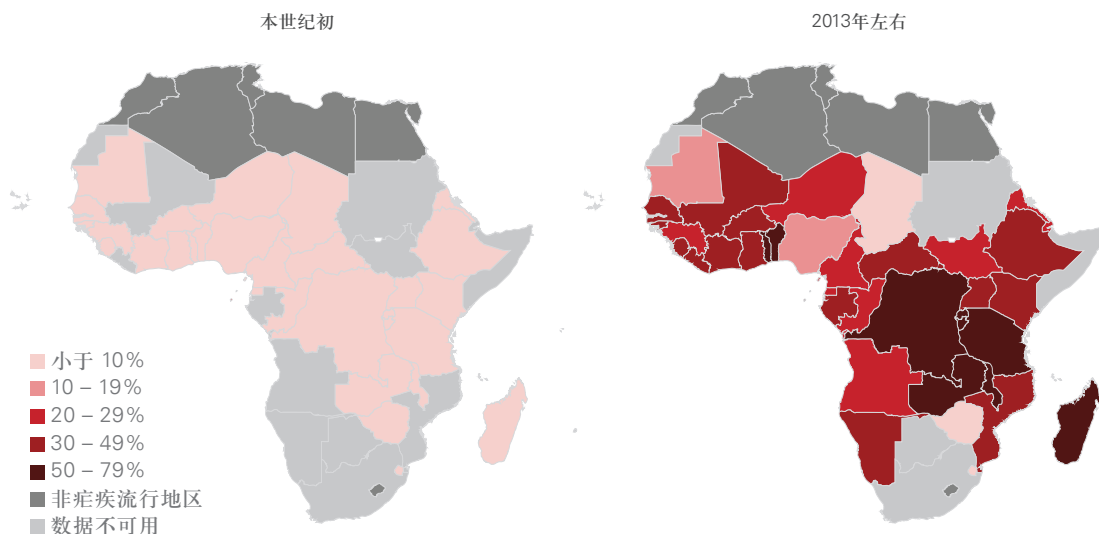 本世纪初
2013年左右
小于 10%
10 – 19%
20 – 29%
30 – 49%
50 – 79%
非疟疾流行地区
数据不可用